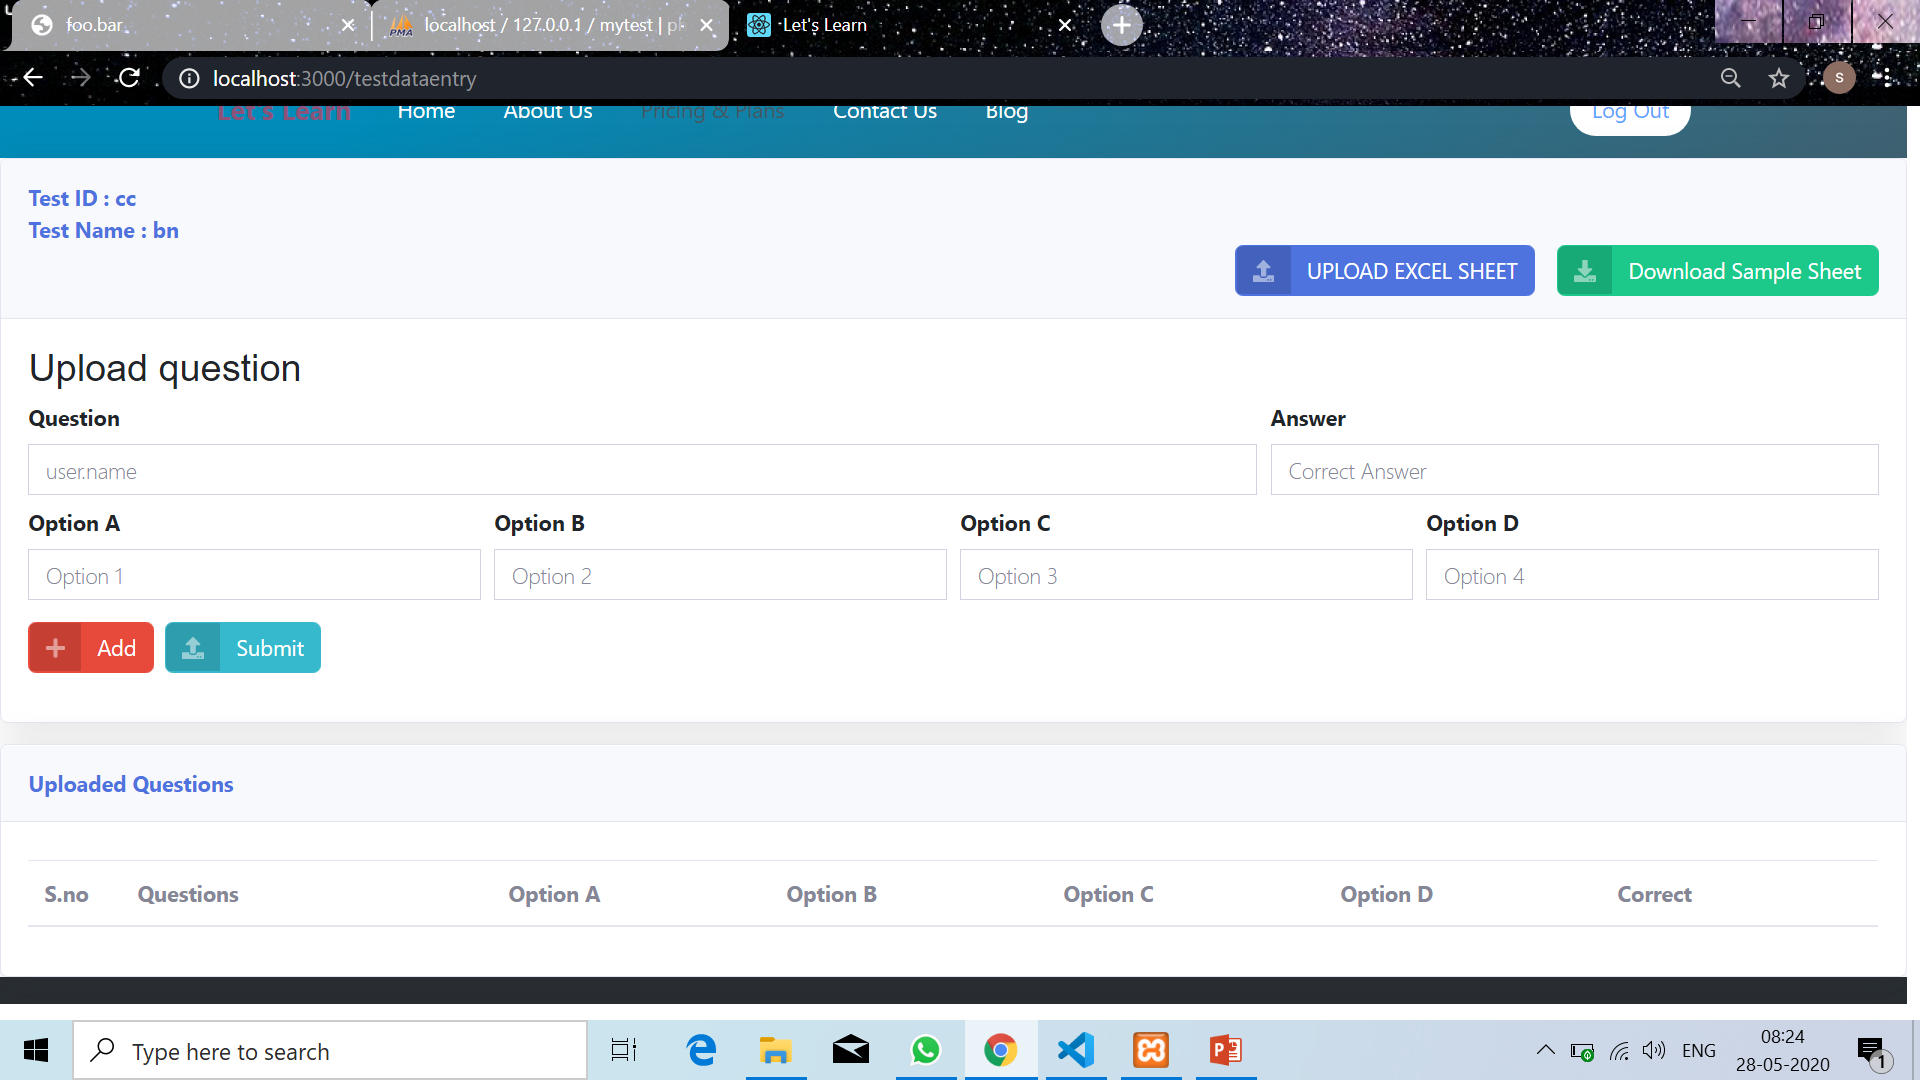 foo.bar
localhost / 127.0.0.1 / mytest | p
Let's Learn
localhost:3000/testdataentry
s
Let's Learn Home About Us Pricing & Plans Contact Us Blog Log Out
Test ID : cc
Test Name : bn
UPLOAD EXCEL SHEET Download Sample Sheet
Upload question
Question Answer
user.name Correct Answer
Option A Option B Option C Option D
Option 1 Option 2 Option 3 Option 4
Add Submit
Uploaded Questions
S.no Questions Option A Option B Option C Option D Correct
Type here to search
ENG
08:24
28-05-2020
1